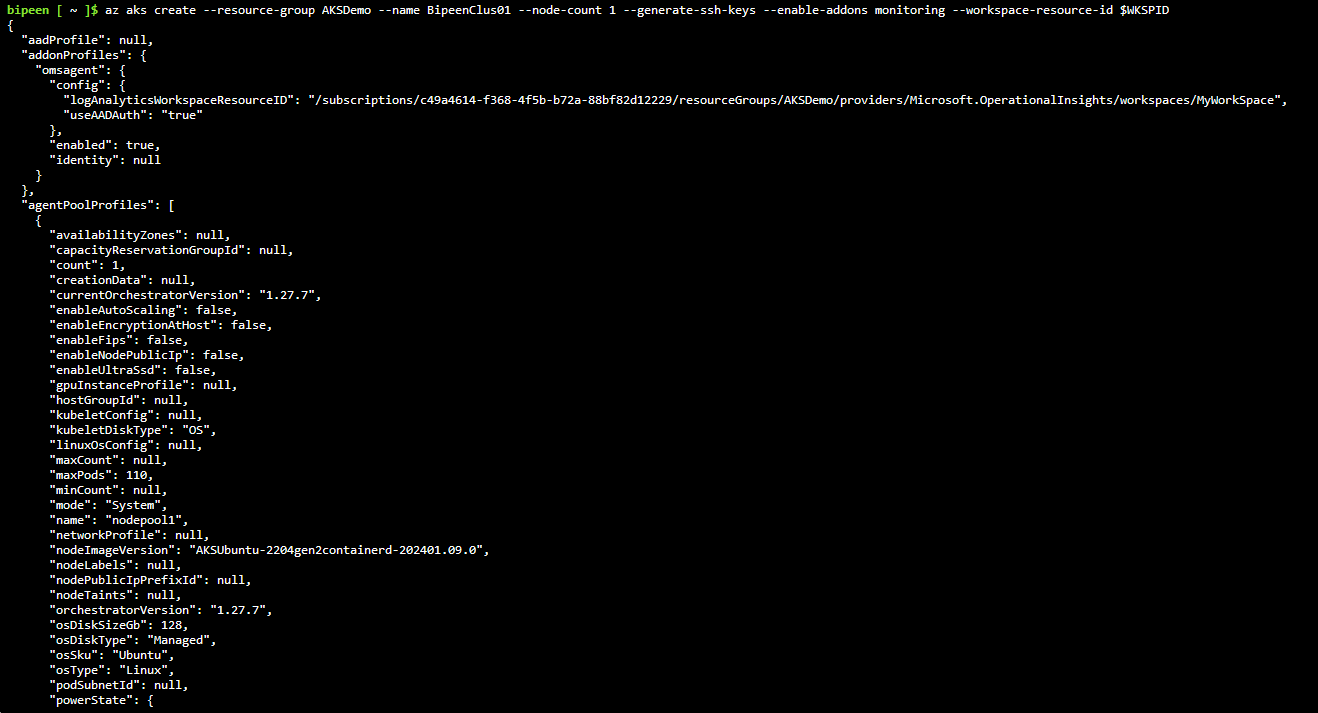 bipeen [ ~ ]$ az aks create --resource-group AKSDemo --name BipeenClus01 --node-count 1 --generate-ssh-keys --enable-addons monitoring --workspace-resource-id $WKSPID
{
  "aadProfile": null,
  "addonProfiles": {
    "omsagent": {
      "config": {
        "logAnalyticsWorkspaceResourceID": "/subscriptions/c49a4614-f368-4f5b-b72a-88bf82d12229/resourceGroups/AKSDemo/providers/Microsoft.OperationalInsights/workspaces/MyWorkSpace",
        "useAADAuth": "true"
      },
      "enabled": true,
      "identity": null
    }
  },
  "agentPoolProfiles": [
    {
      "availabilityZones": null,
      "capacityReservationGroupId": null,
      "count": 1,
      "creationData": null,
      "currentOrchestratorVersion": "1.27.7",
      "enableAutoScaling": false,
      "enableEncryptionAtHost": false,
      "enableFips": false,
      "enableNodePublicIp": false,
      "enableUltraSsd": false,
      "gpuInstanceProfile": null,
      "hostGroupId": null,
      "kubeletConfig": null,
      "kubeletDiskType": "OS",
      "linuxOsConfig": null,
      "maxCount": null,
      "maxPods": 110,
      "minCount": null,
      "mode": "System",
      "name": "nodepool1",
      "networkProfile": null,
      "nodeImageVersion": "AKSUbuntu-2204gen2containerd-202401.09.0",
      "nodeLabels": null,
      "nodePublicIpPrefixId": null,
      "nodeTaints": null,
      "orchestratorVersion": "1.27.7",
      "osDiskSizeGb": 128,
      "osDiskType": "Managed",
      "osSku": "Ubuntu",
      "osType": "Linux",
      "podSubnetId": null,
      "powerState": {